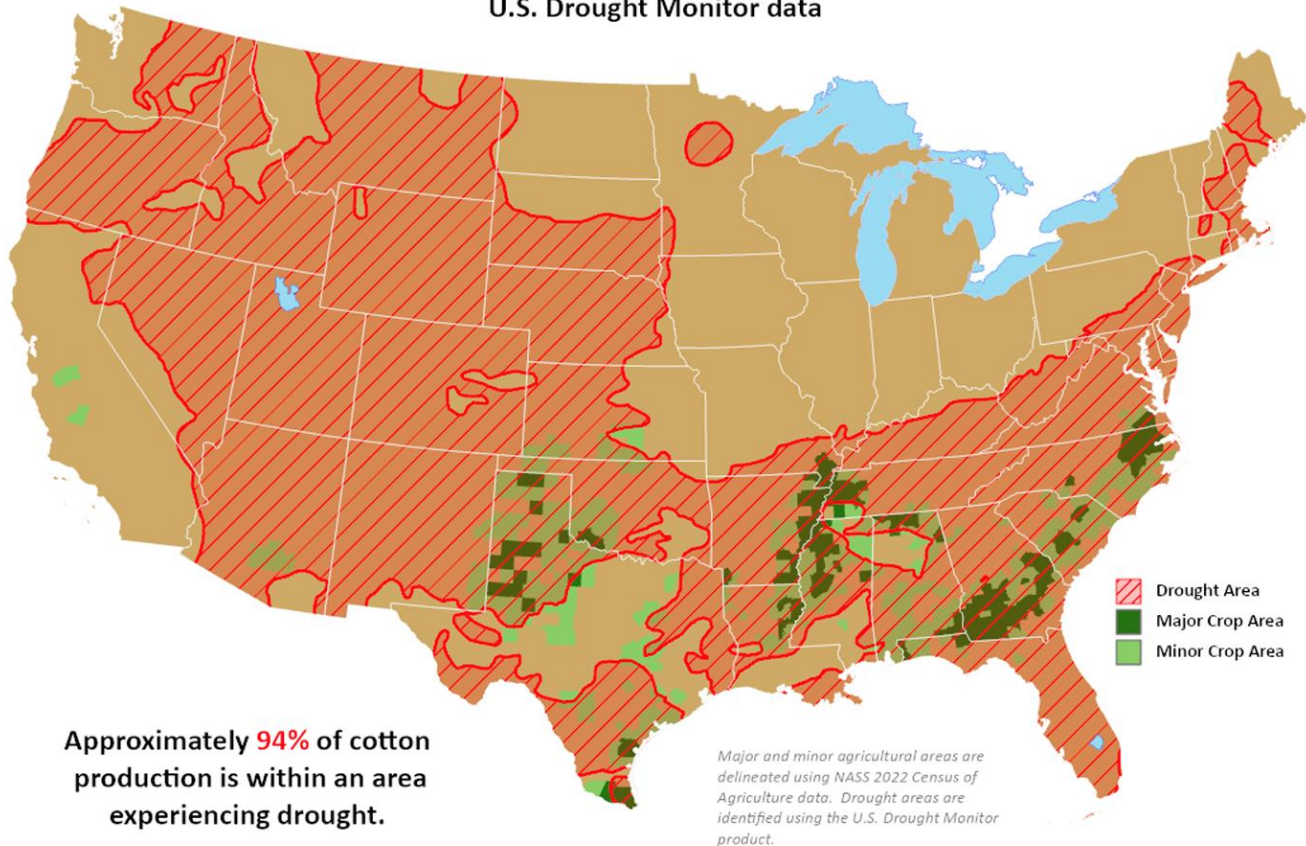 U.S. Drought Monitor data
Drought Area
Major Crop Area
Minor Crop Area
Approximately 94% of cotton
production is within an area
experiencing drought.
Major and minor agricultural areas are
delineated using NASS 2022 Census of
Agriculture data.  Drought areas are
identified using the U.S. Drought Monitor
product.